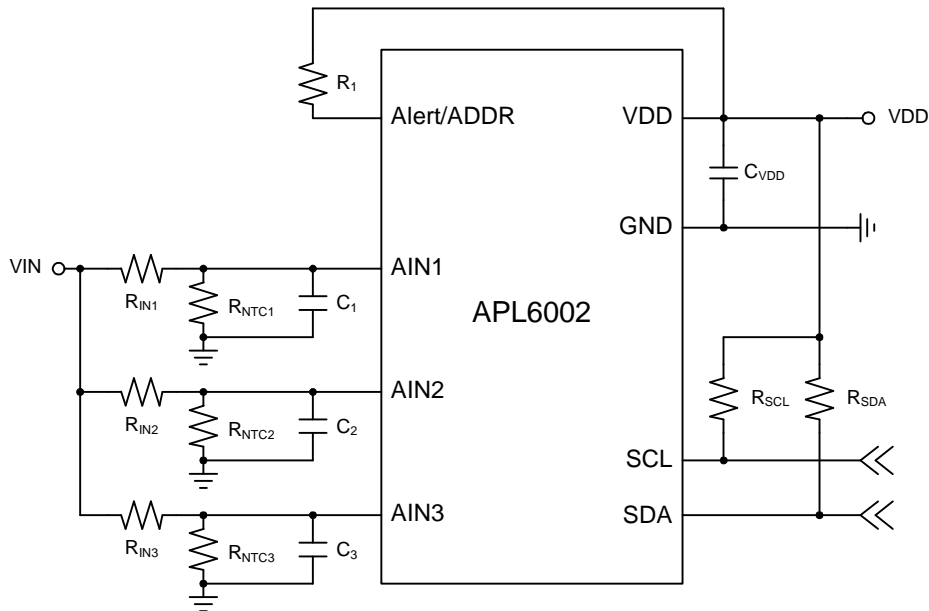 R1
Alert/ADDR
VDD
VDD
CVDD
GND
VIN
AIN1
RIN1
RNTC1
C1
APL6002
AIN2
RIN2
RNTC2
C2
RSCL
RSDA
SCL
AIN3
SDA
RIN3
RNTC3
C3